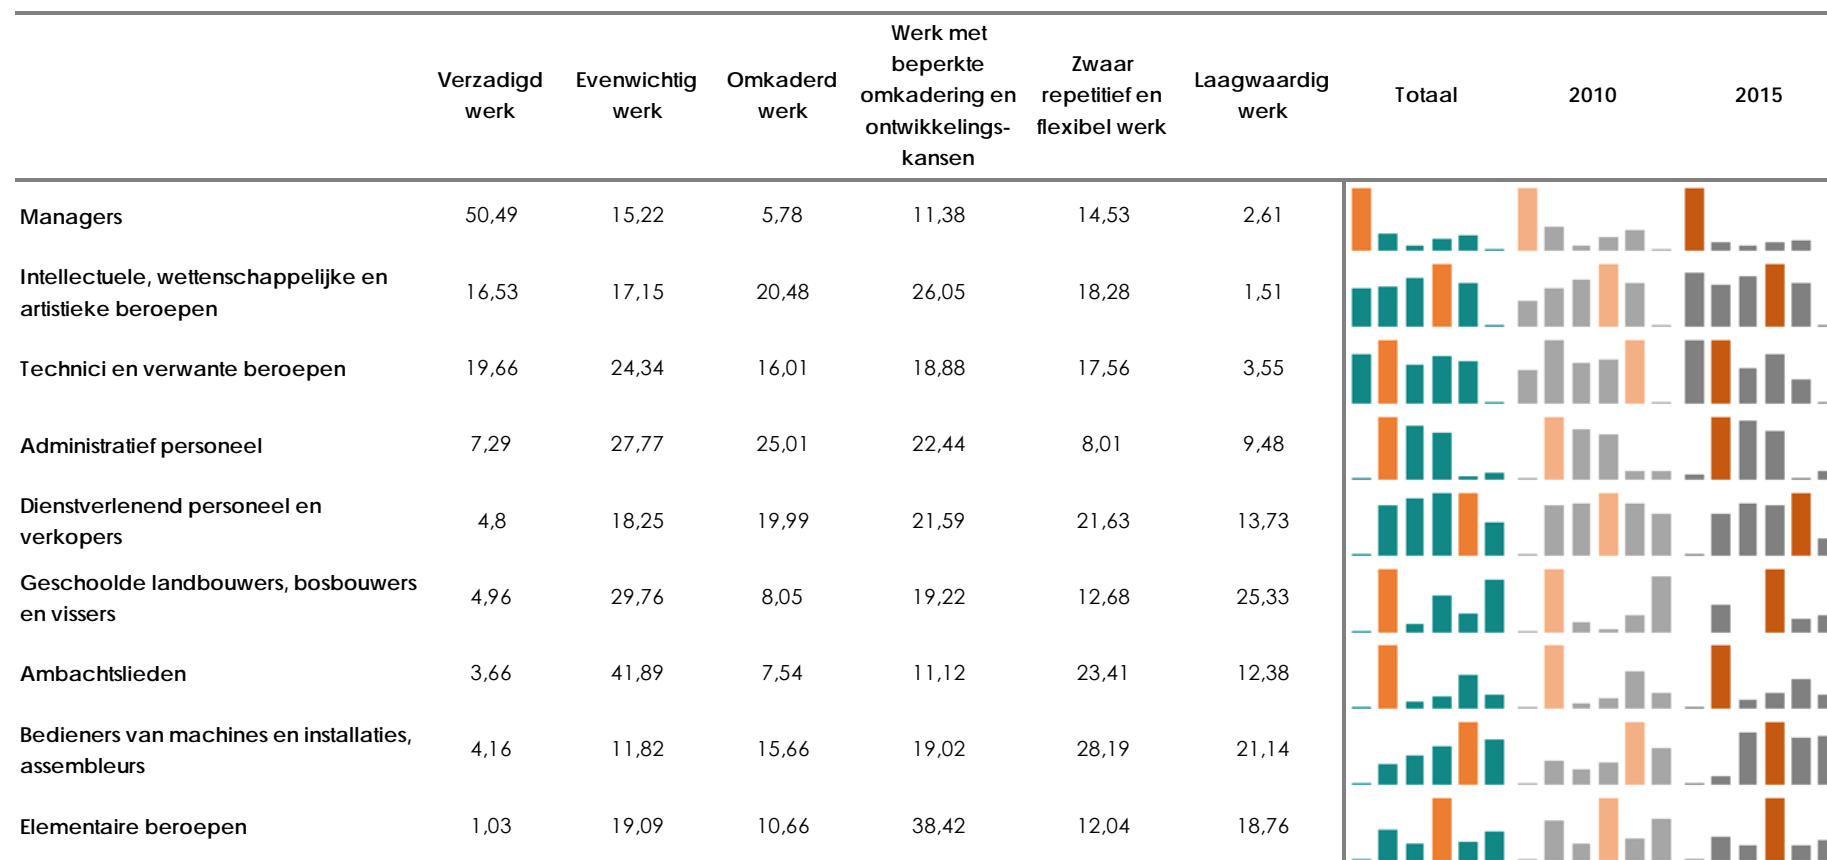 Verzadigd werk
Evenwichtig werk
Omkaderd werk
Werk met beperkte omkadering en ontwikkelings-kansen
Zwaar repetitief en flexibel werk
Laagwaardig werk
Totaal
2010
2015
Managers 50,49 15,22 5,78 11,38 14,53 2,61
Intellectuele, wettenschappelijke en
artistieke beroepen 16,53 17,15 20,48 26,05 18,28 1,51
Technici en verwante beroepen 19,66 24,34 16,01 18,88 17,56 3,55
Administratief personeel 7,29 27,77 25,01 22,44 8,01 9,48
Dienstverlenend personeel en
verkopers 4,8 18,25 19,99 21,59 21,63 13,73
Geschoolde landbouwers, bosbouwers
en vissers 4,96 29,76 8,05 19,22 12,68 25,33
Ambachtslieden 3,66 41,89 7,54 11,12 23,41 12,38
Bedieners van machines en installaties,
assembleurs 4,16 11,82 15,66 19,02 28,19 21,14
Elementaire beroepen 1,03 19,09 10,66 38,42 12,04 18,76